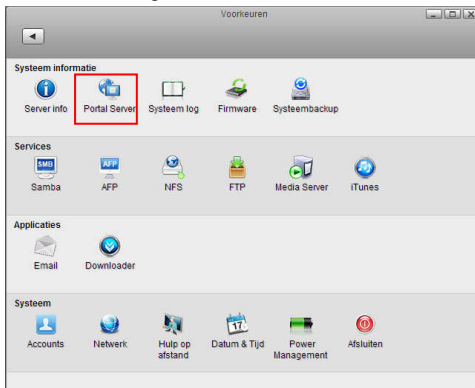 Voorkeuren
Systeem informatie
Server info Portal Server Systeem log Firmware Systeembackup
Services
SMB AFP
Samba AFP NFS FTP Media Server iTunes
Applicaties
Email Downloader
Systeem
17
Accounts Netwerk Hulp op afstand Datum & Tijd Power Management Afsluiten